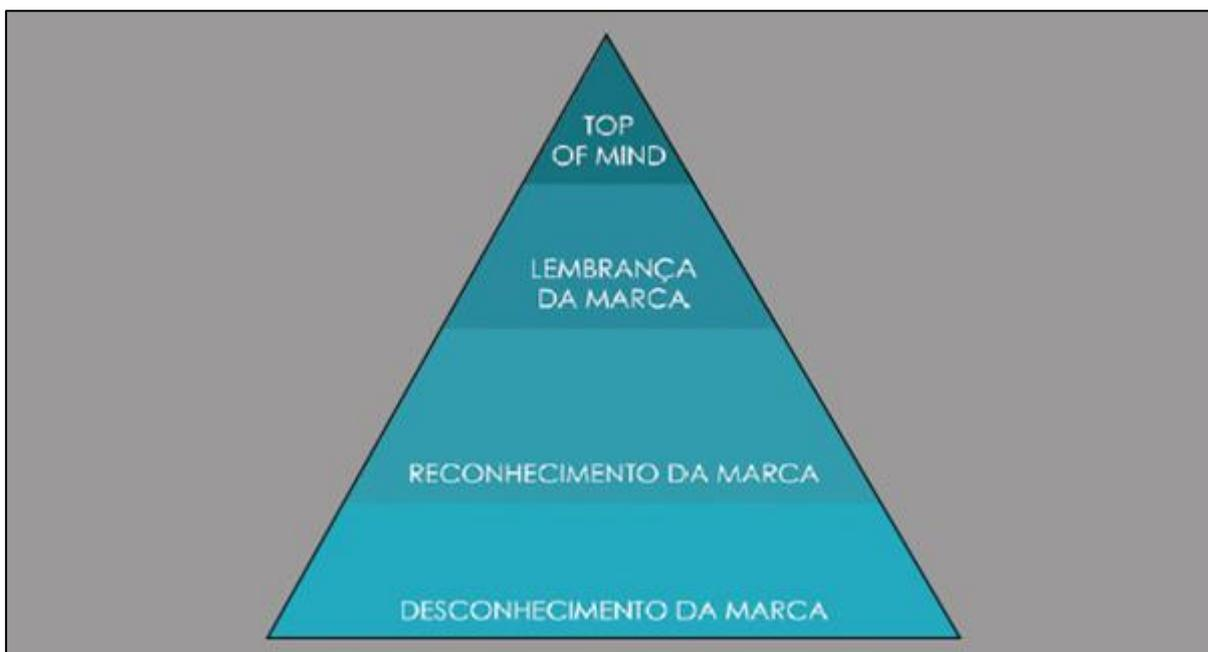 TOP
OF MIND
LEMBRANÇA
DA MARCA
RECONHECIMENTO DA MARCA
DESCONHECIMENTO DA MARCA